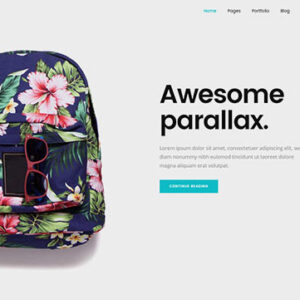 Home Pages Portfolio Blog
Awesome
parallax.
Lorem ipsum dolor sit amet, consectetuer adipiscing elit,
diam nonummy nibh euismod tincidunt ut laoreet dolore
magna aliquam erat volutpat.
CONTINUE READING